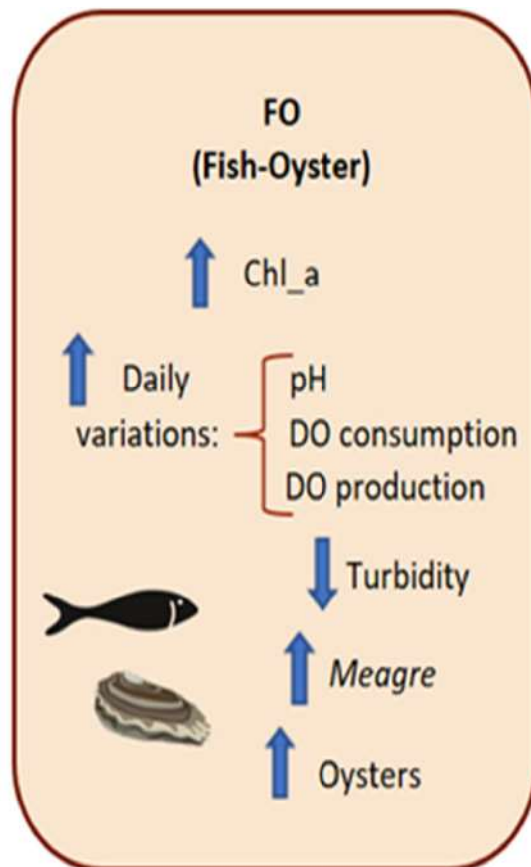 FO
(Fish-Oyster)
Chl_a
Daily
variations:
pH
DO consumption
DO production
Turbidity
Meagre
Oysters